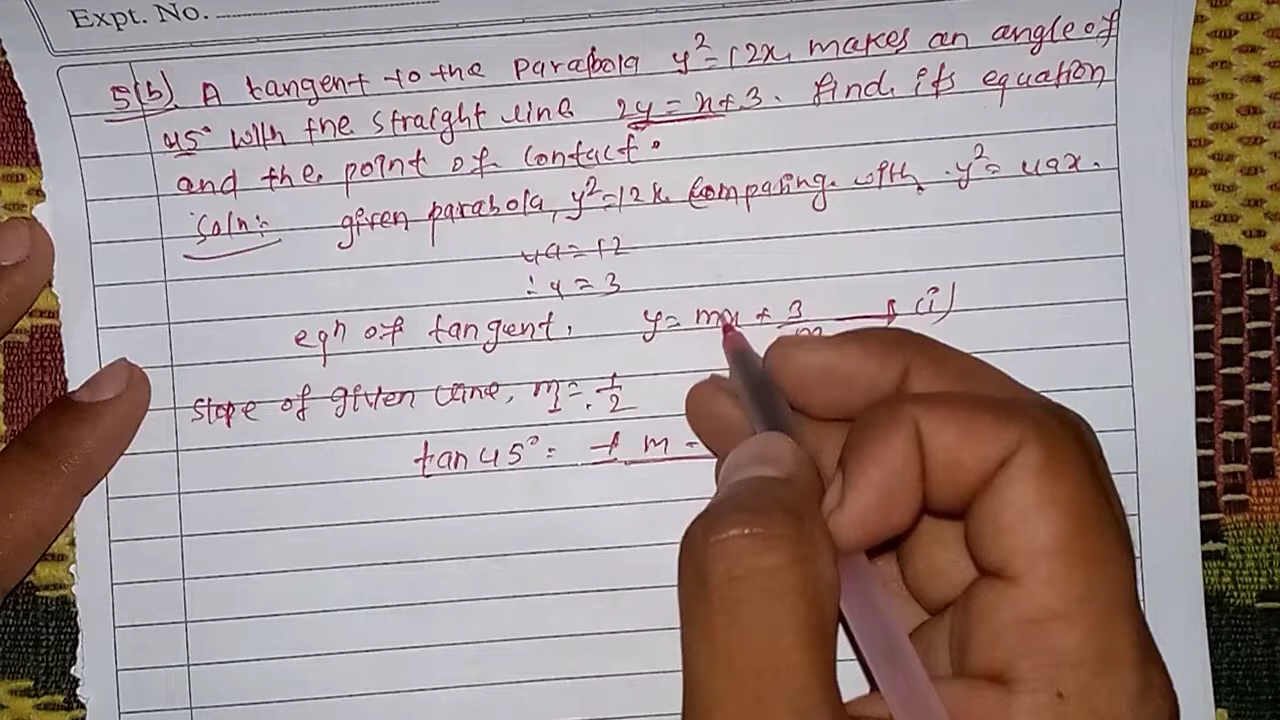 Expt. No.
5(b). A tangent to the parabola y²=12x makes an angle of
45° with the straight line 2y=x+3. find its equation
and the point of contact.
Soln:- given parabola, y²=12x comparing with y²=4ax.
4a=12
∴ a=3
eqn of tangent, y= mx + 3/m → (i)
slope of given line, m₁=. 1/2
tan45°= ± m -